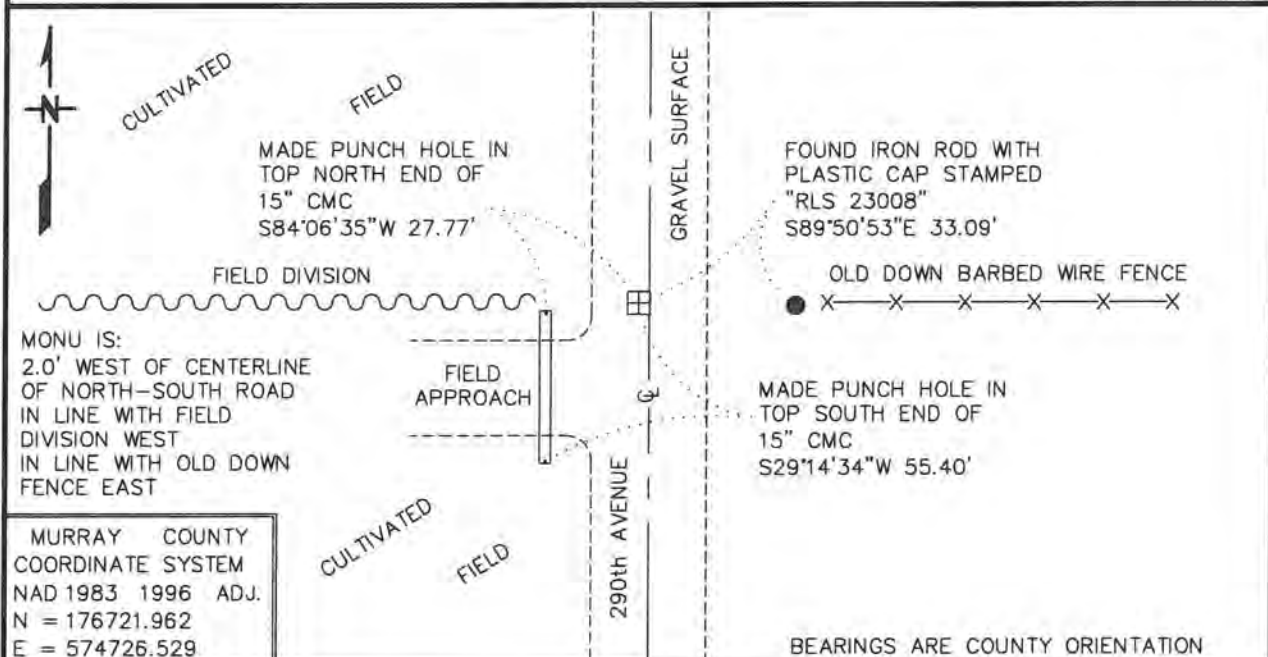 N
CULTIVATED
FIELD
MADE PUNCH HOLE IN
TOP NORTH END OF
15" CMC
S84°06'35"W 27.77'
GRAVEL SURFACE
FOUND IRON ROD WITH
PLASTIC CAP STAMPED
"RLS 23008"
S89°50'53"E 33.09'
FIELD DIVISION
OLD DOWN BARBED WIRE FENCE
X X X X X X
MONU IS:
2.0' WEST OF CENTERLINE
OF NORTH-SOUTH ROAD
IN LINE WITH FIELD
DIVISION WEST
IN LINE WITH OLD DOWN
FENCE EAST
FIELD
APPROACH
℄
MADE PUNCH HOLE IN
TOP SOUTH END OF
15" CMC
S29°14'34"W 55.40'
290th AVENUE
CULTIVATED
FIELD
MURRAY COUNTY
COORDINATE SYSTEM
NAD 1983 1996 ADJ.
N = 176721.962
E = 574726.529
BEARINGS ARE COUNTY ORIENTATION